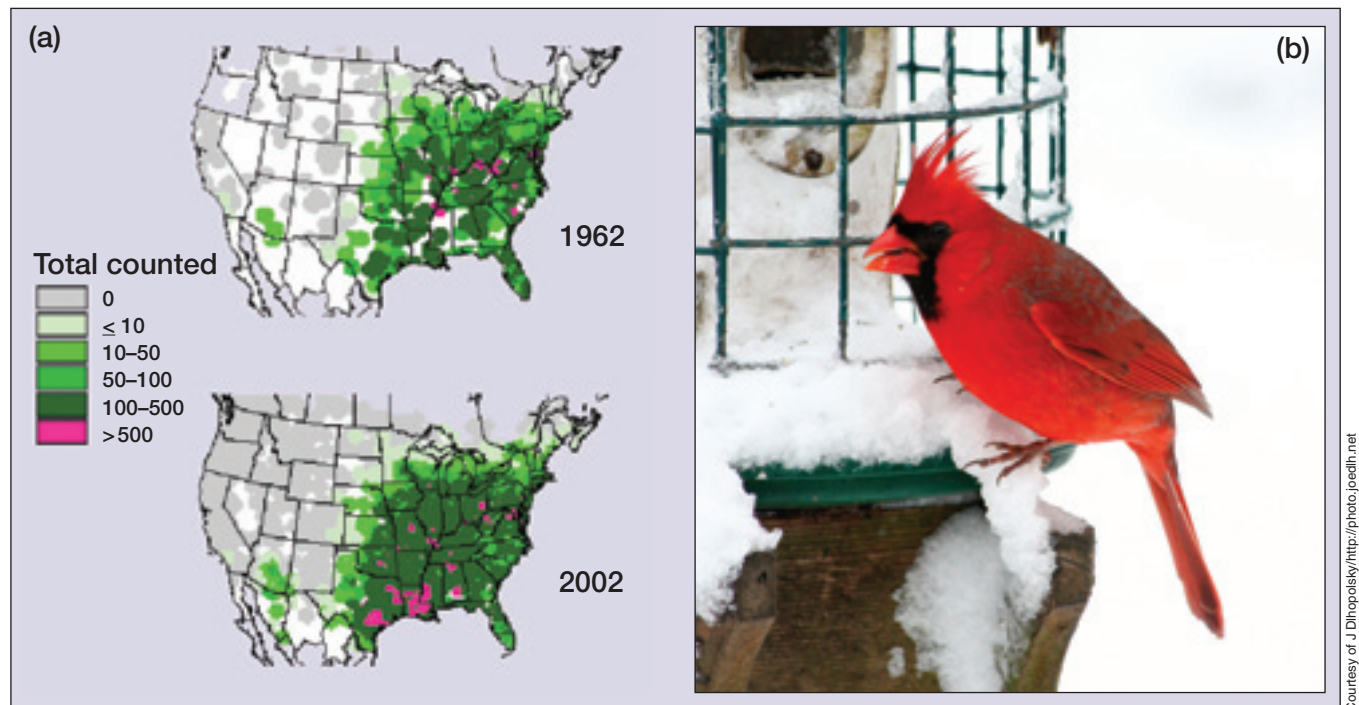 (a)
(b)
1962
Total counted
0
≤ 10
10–50
50–100
100–500
>500
2002
Courtesy of J Dlhopolsky/http://photo.joedlh.net